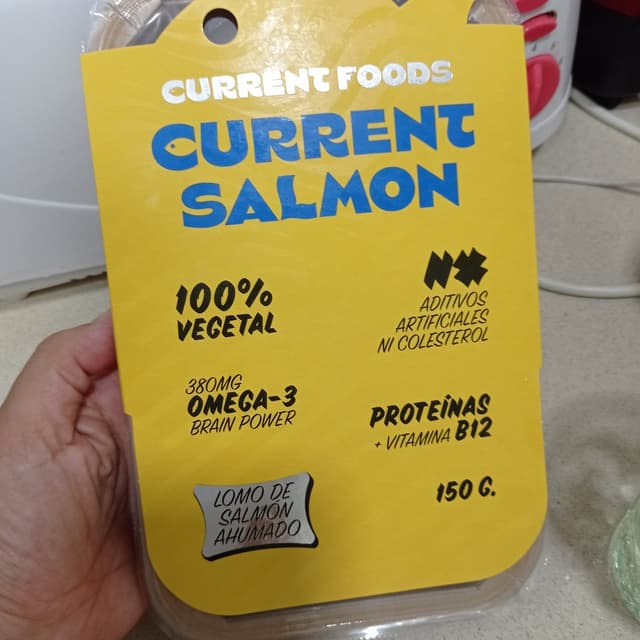 CURRENT FOODS
CURRENT
SALMON
100%
VEGETAL
NO
ADITIVOS
ARTIFICIALES
NI COLESTEROL
380MG
OMEGA-3
BRAIN POWER
PROTEÍNAS
+ VITAMINA B12
150 G.
LOMO DE
SALMÓN
AHUMADO